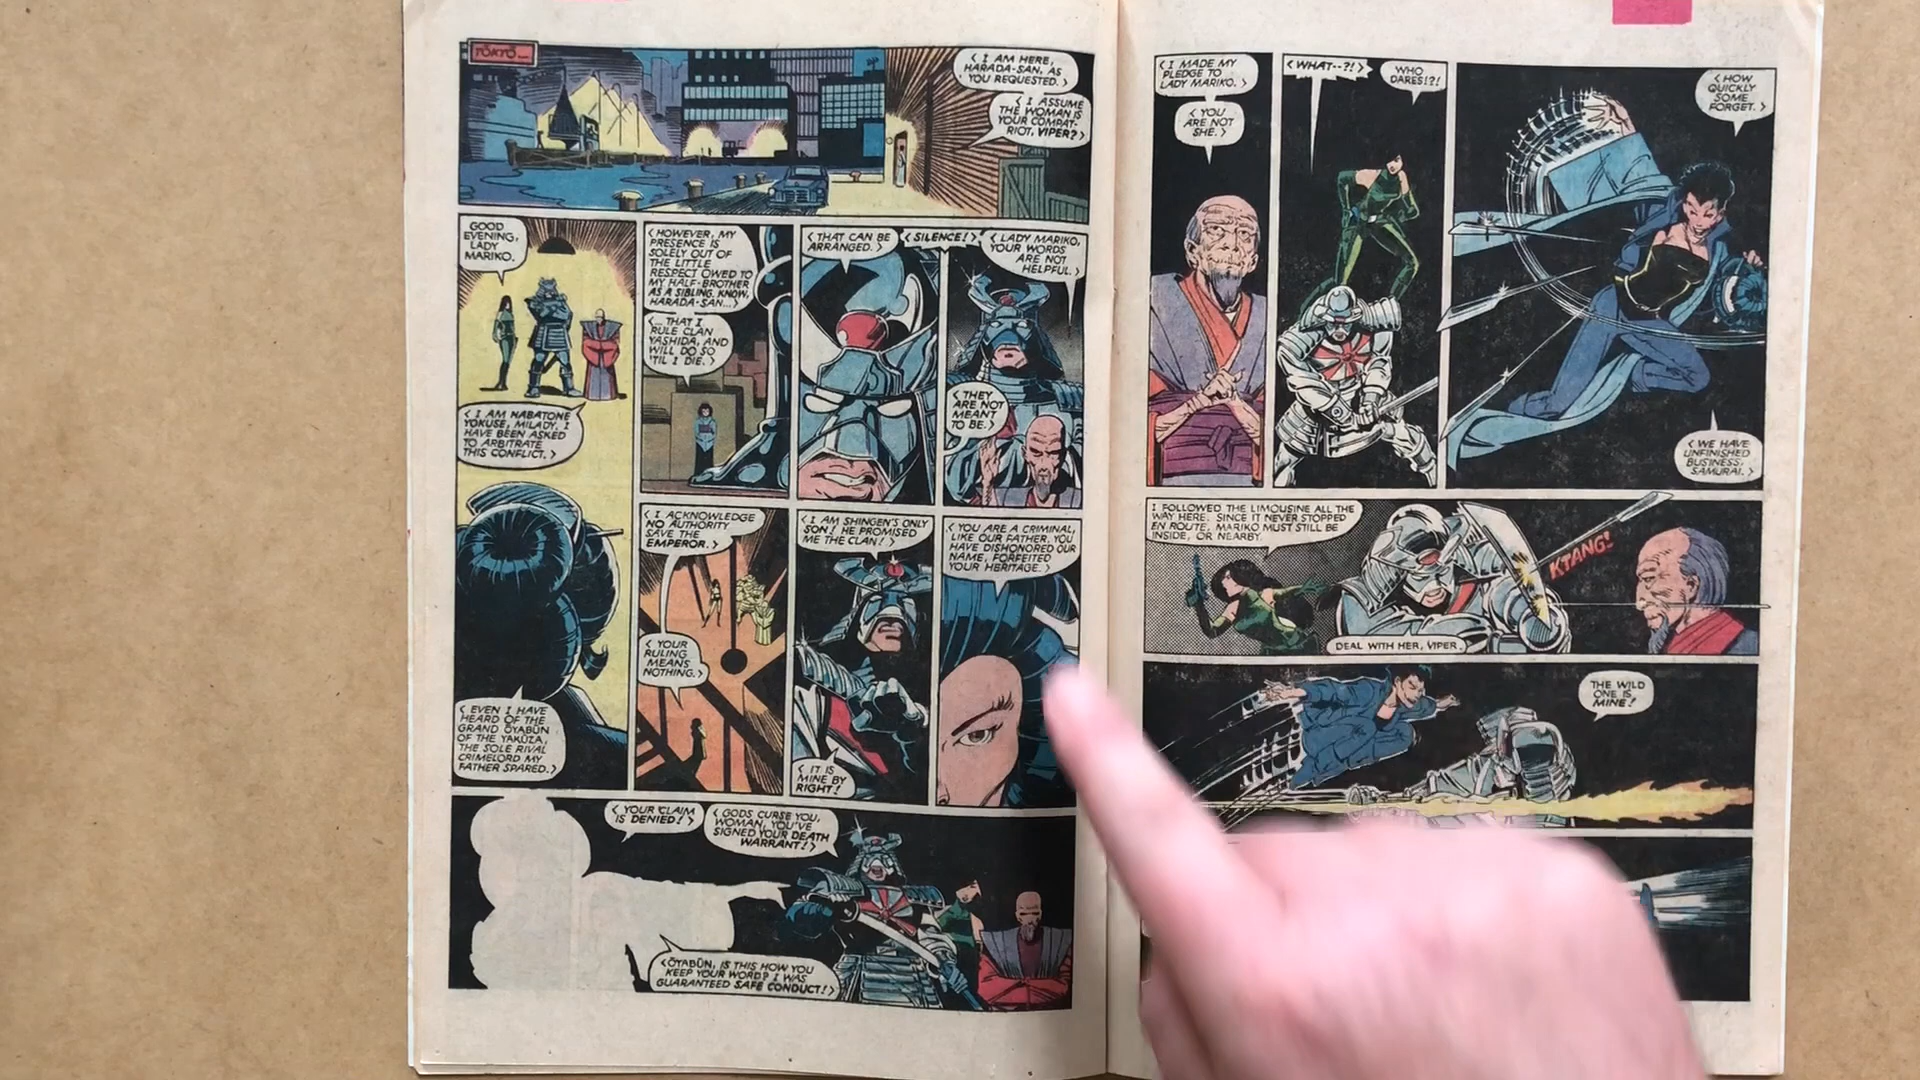 TŌKYŌ...
< I AM HERE,
HARADA-SAN, AS
YOU REQUESTED. >
< I ASSUME
THE WOMAN IS
YOUR COMPAT-
RIOT, VIPER? >
GOOD
EVENING,
LADY
MARIKO.
< I AM NABATONE
YOKUSE, MILADY. I
HAVE BEEN ASKED
TO ARBITRATE
THIS CONFLICT. >
< EVEN I HAVE
HEARD OF THE
GRAND ŌYABŪN
OF THE YAKŪZA,
THE SOLE RIVAL
CRIMELORD MY
FATHER SPARED. >
< HOWEVER, MY
PRESENCE IS
SOLELY OUT OF
THE LITTLE
RESPECT OWED TO
MY HALF-BROTHER
AS A SIBLING. KNOW,
HARADA-SAN... >
<... THAT I
RULE CLAN
YASHIDA, AND
WILL DO SO
'TIL I DIE. >
< THAT CAN BE
ARRANGED. >
< SILENCE! >
< LADY MARIKO,
YOUR WORDS
ARE NOT
HELPFUL. >
< THEY
ARE NOT
MEANT
TO BE. >
< I ACKNOWLEDGE
NO AUTHORITY
SAVE THE
EMPEROR. >
< YOUR
RULING
MEANS
NOTHING. >
< I AM SHINGEN'S ONLY
SON! HE PROMISED
ME THE CLAN! >
< IT IS
MINE BY
RIGHT! >
< YOU ARE A CRIMINAL,
LIKE OUR FATHER. YOU
HAVE DISHONORED OUR
NAME, FORFEITED
YOUR HERITAGE. >
< YOUR CLAIM
IS DENIED! >
< GODS CURSE YOU,
WOMAN, YOU'VE
SIGNED YOUR DEATH
WARRANT! >
< ŌYABŪN, IS THIS HOW YOU
KEEP YOUR WORD? I WAS
GUARANTEED SAFE CONDUCT! >
< I MADE MY
PLEDGE TO
LADY MARIKO. >
< YOU
ARE NOT
SHE. >
< WHAT--?! >
WHO
DARES!?!
< HOW
QUICKLY
SOME
FORGET. >
< WE HAVE
UNFINISHED
BUSINESS,
SAMURAI. >
I FOLLOWED THE LIMOUSINE ALL THE
WAY HERE. SINCE IT NEVER STOPPED
EN ROUTE, MARIKO MUST STILL BE
INSIDE, OR NEARBY.
KTANG!
DEAL WITH HER, VIPER.
THE WILD
ONE IS
MINE!